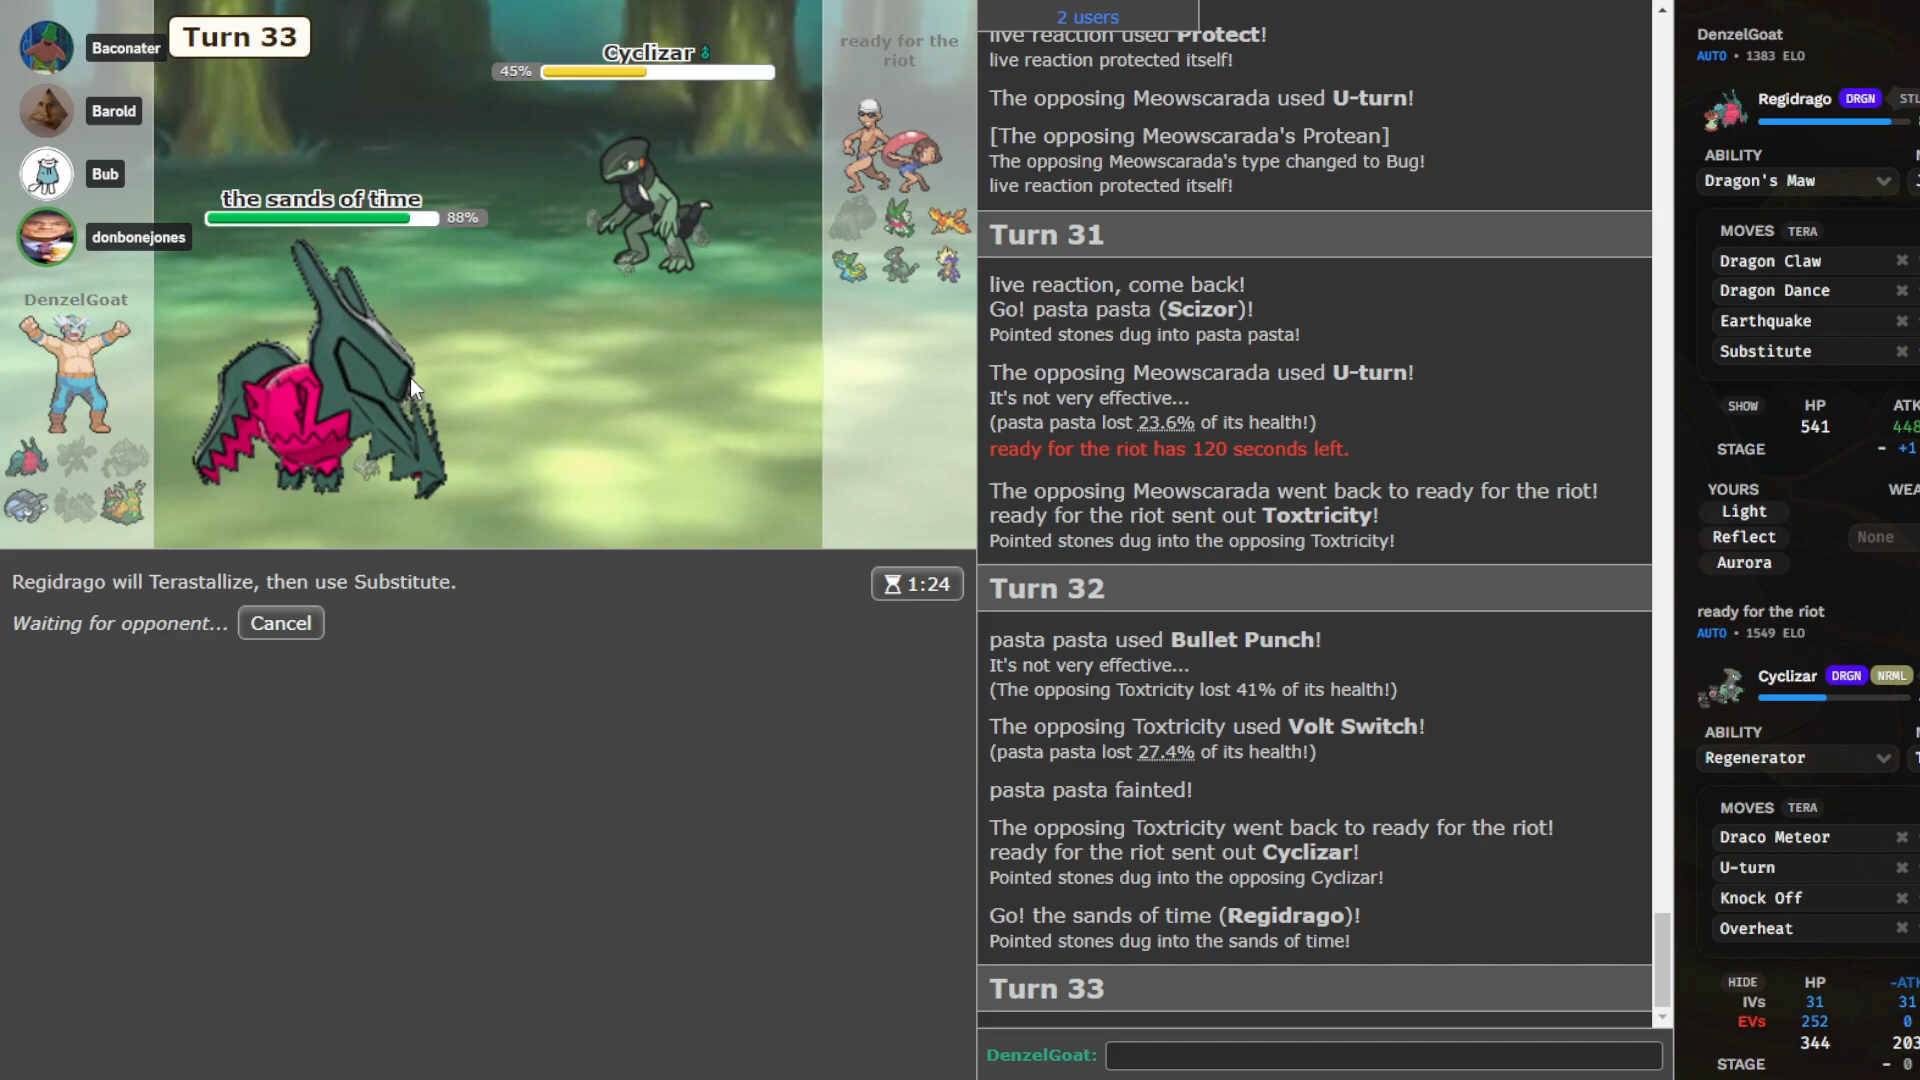 Baconater
Turn 33
Barold
Bub
donbonejones
DenzelGoat
Cyclizar
45%
the sands of time
88%
ready for the
riot
Regidrago will Terastallize, then use Substitute.
1:24
Waiting for opponent...
Cancel
2 users
live reaction used Protect!
live reaction protected itself!
The opposing Meowscarada used U-turn!
[The opposing Meowscarada's Protean]
The opposing Meowscarada's type changed to Bug!
live reaction protected itself!
Turn 31
live reaction, come back!
Go! pasta pasta (Scizor)!
Pointed stones dug into pasta pasta!
The opposing Meowscarada used U-turn!
It's not very effective...
(pasta pasta lost 23.6% of its health!)
ready for the riot has 120 seconds left.
The opposing Meowscarada went back to ready for the riot!
ready for the riot sent out Toxtricity!
Pointed stones dug into the opposing Toxtricity!
Turn 32
pasta pasta used Bullet Punch!
It's not very effective...
(The opposing Toxtricity lost 41% of its health!)
The opposing Toxtricity used Volt Switch!
(pasta pasta lost 27.4% of its health!)
pasta pasta fainted!
The opposing Toxtricity went back to ready for the riot!
ready for the riot sent out Cyclizar!
Pointed stones dug into the opposing Cyclizar!
Go! the sands of time (Regidrago)!
Pointed stones dug into the sands of time!
Turn 33
DenzelGoat:
DenzelGoat
AUTO • 1383 ELO
Regidrago DRGN STL
ABILITY
Dragon's Maw
MOVES TERA
Dragon Claw
Dragon Dance
Earthquake
Substitute
SHOW HP ATK
541 448
STAGE - +1
YOURS WEA
Light
Reflect None
Aurora
ready for the riot
AUTO • 1549 ELO
Cyclizar DRGN NRML
ABILITY
Regenerator
MOVES TERA
Draco Meteor
U-turn
Knock Off
Overheat
HIDE HP -ATK
IVs 31 31
EVs 252 0
344 203
STAGE - 0